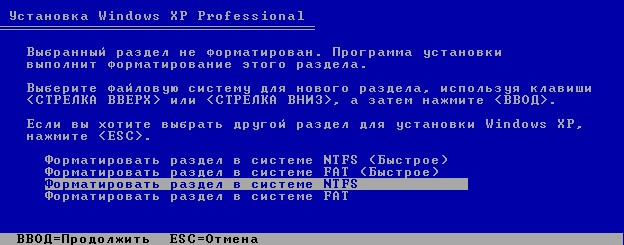 Установка Windows XP Professional
Выбранный раздел не форматирован. Программа установки
выполнит форматирование этого раздела.
Выберите файловую систему для нового раздела, используя клавиши
<СТРЕЛКА ВВЕРХ> или <СТРЕЛКА ВНИЗ>, а затем нажмите <ВВОД>.
Если вы хотите выбрать другой раздел для установки Windows XP,
нажмите <ESC>.
Форматировать раздел в системе NTFS (Быстрое)
Форматировать раздел в системе FAT (Быстрое)
Форматировать раздел в системе NTFS
Форматировать раздел в системе FAT
ВВОД=Продолжить ESC=Отмена